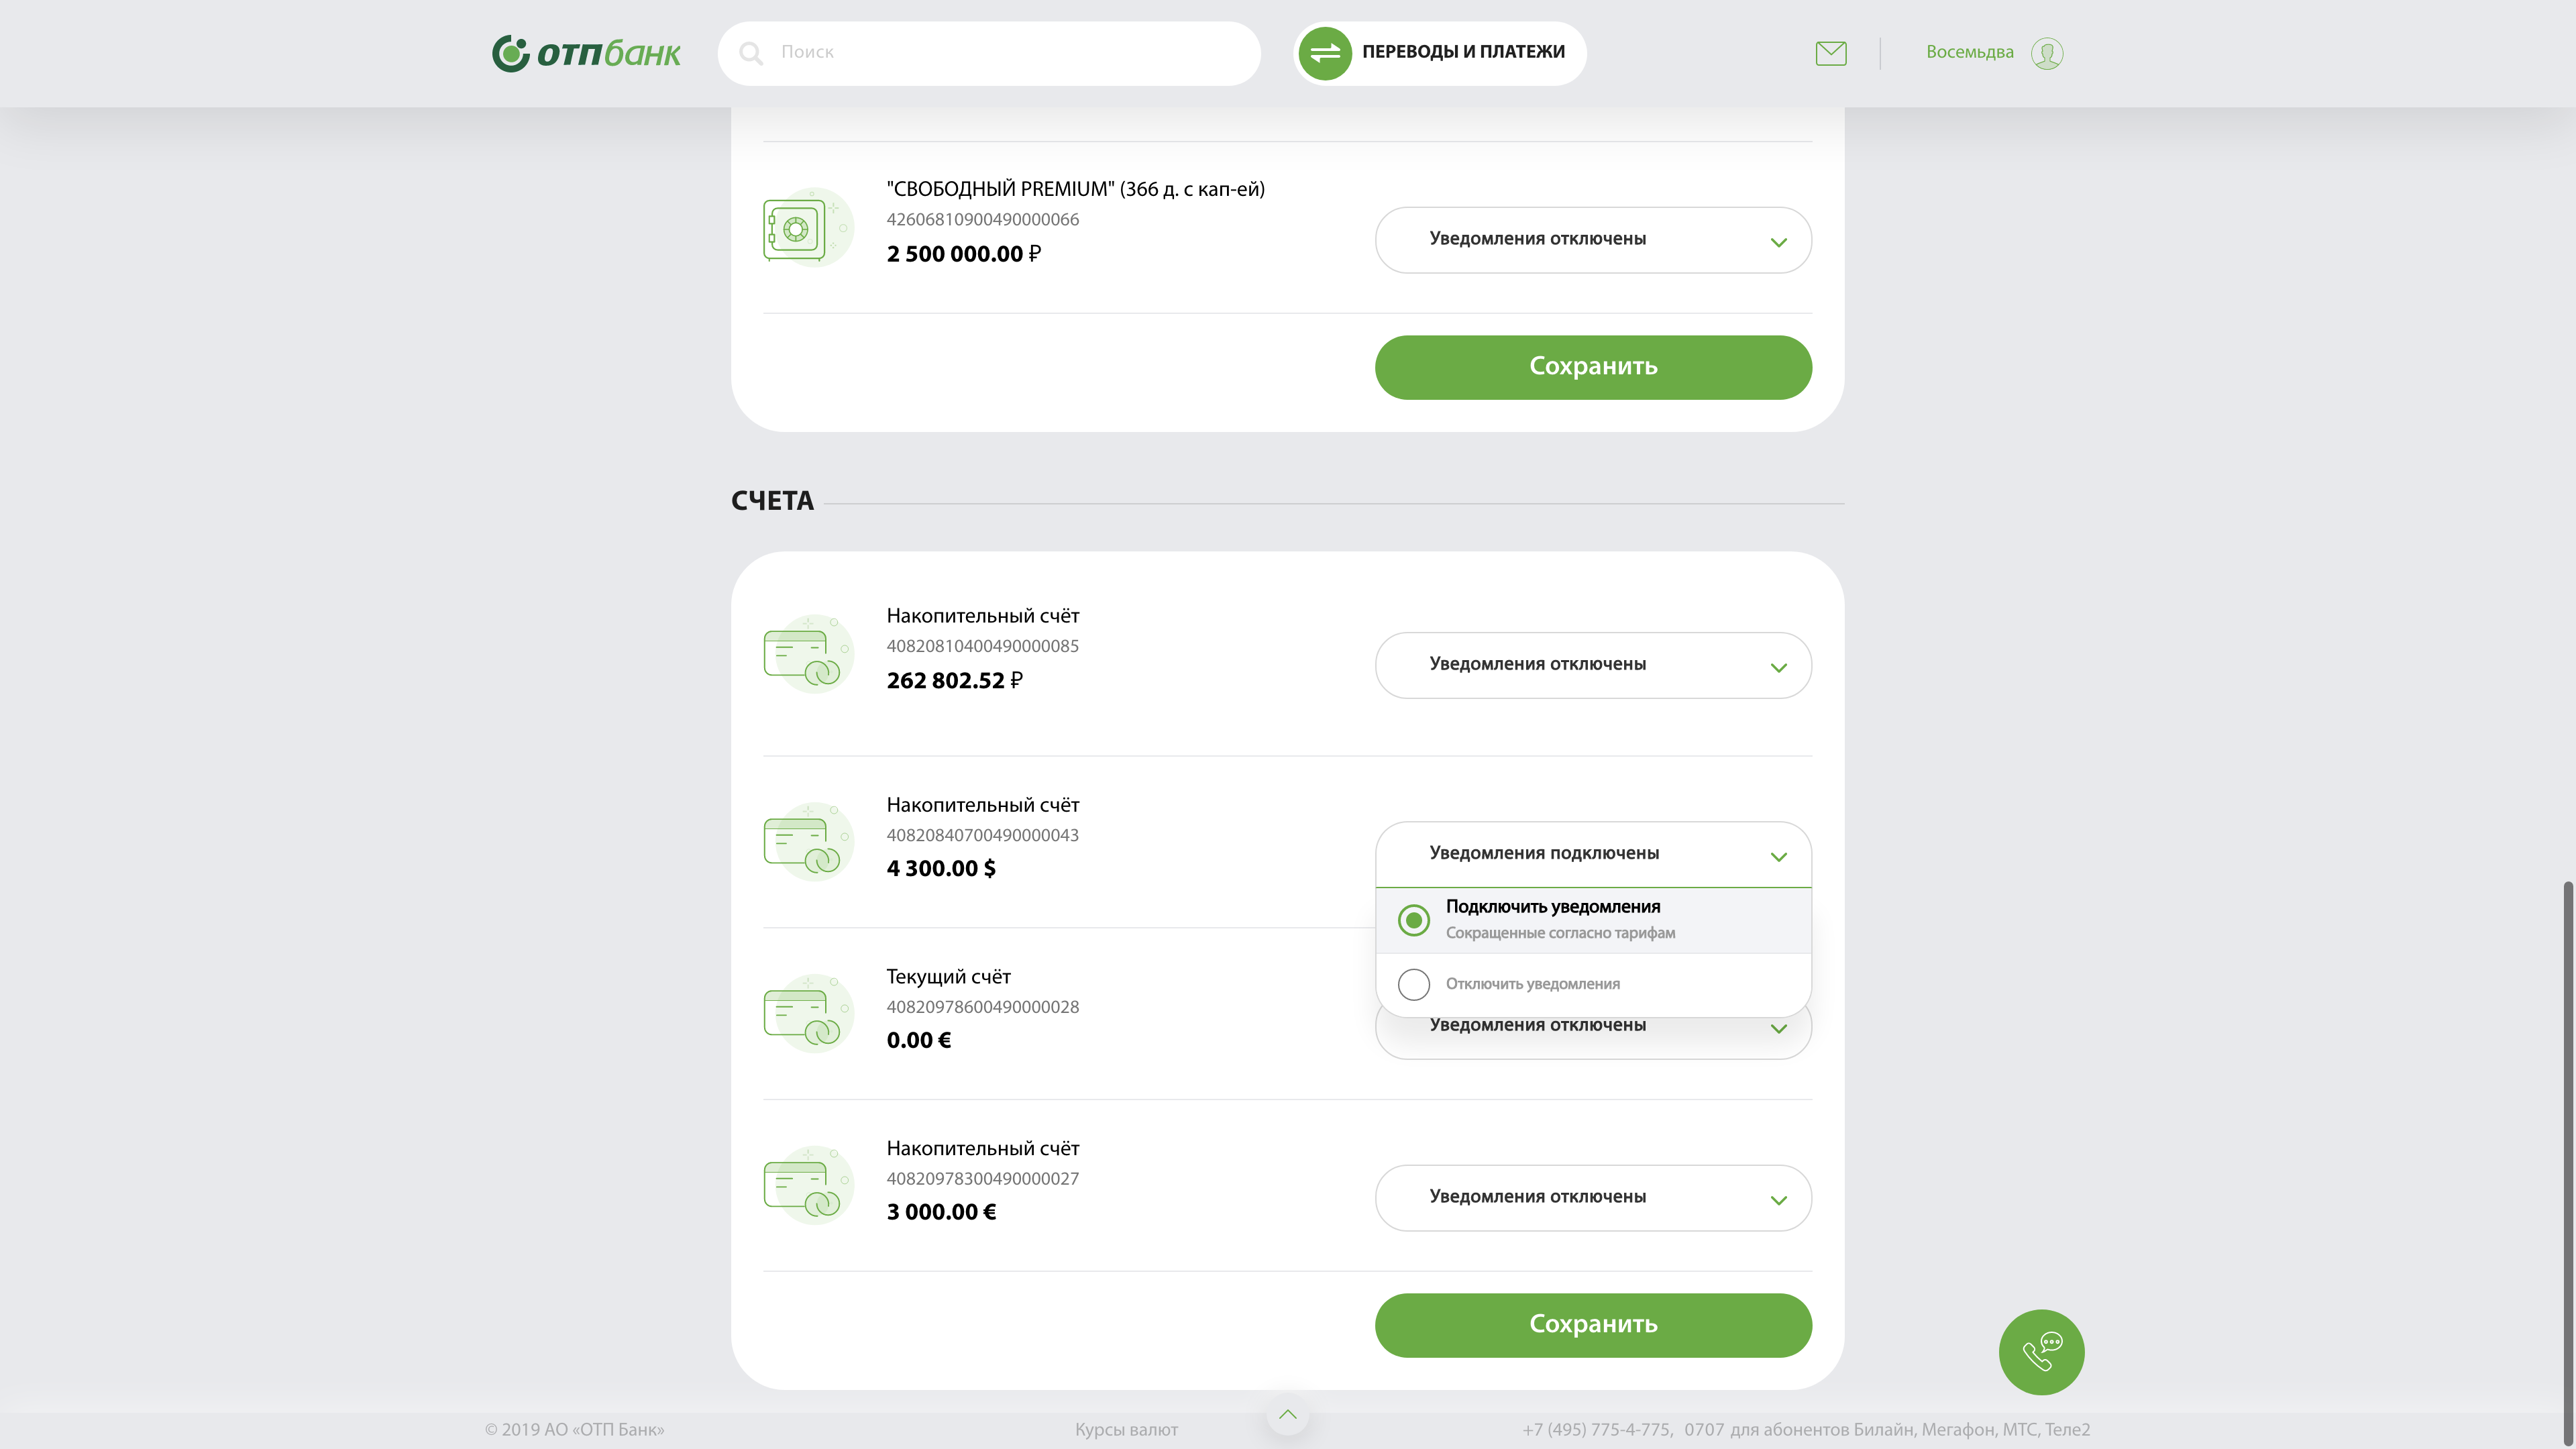 отпбанк
Поиск
ПЕРЕВОДЫ И ПЛАТЕЖИ
Восемьдва
"СВОБОДНЫЙ PREMIUM" (366 д. с кап-ей)
42606810900490000066
2 500 000.00 ₽
Уведомления отключены
Сохранить
СЧЕТА
Накопительный счёт
40820810400490000085
262 802.52 ₽
Уведомления отключены
Накопительный счёт
40820840700490000043
4 300.00 $
Уведомления подключены
Подключить уведомления
Сокращенные согласно тарифам
Отключить уведомления
Текущий счёт
40820978600490000028
0.00 €
Уведомления отключены
Накопительный счёт
40820978300490000027
3 000.00 €
Уведомления отключены
Сохранить
© 2019 АО «ОТП Банк»
Курсы валют
+7 (495) 775-4-775, 0707 для абонентов Билайн, Мегафон, МТС, Теле2